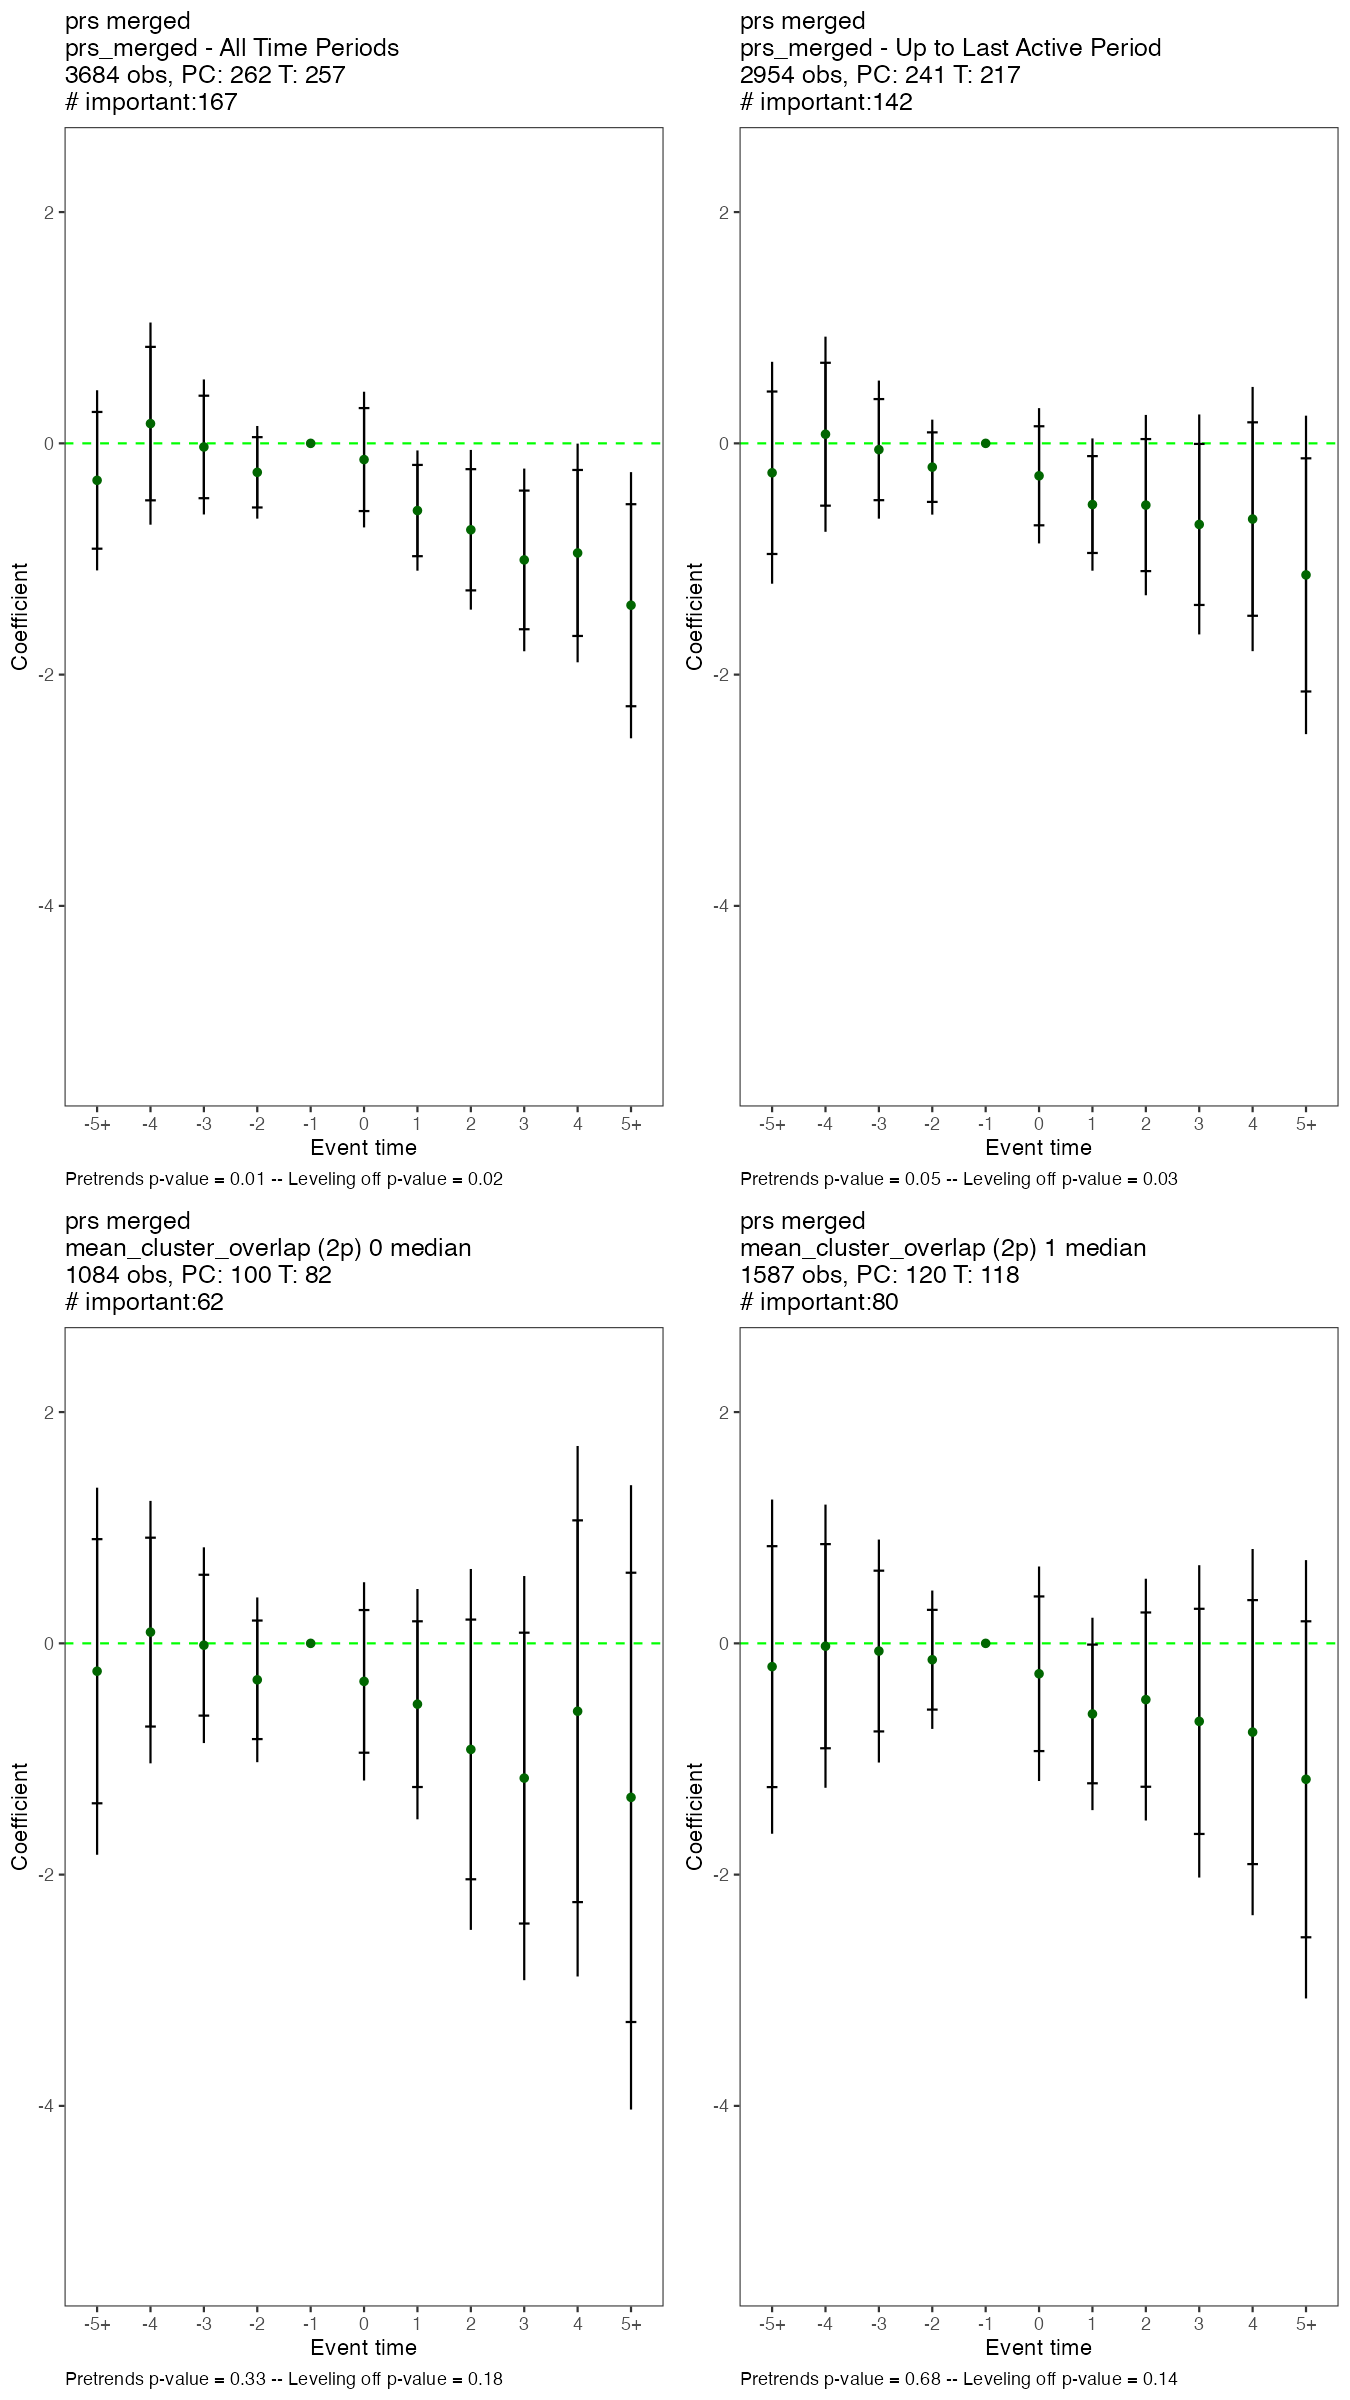 prs merged
prs_merged - All Time Periods
3684 obs, PC: 262 T: 257
# important:167
2
0
-2
-4
Coefficient
-5+ -4 -3 -2 -1 0 1 2 3 4 5+
Event time
Pretrends p-value = 0.01 -- Leveling off p-value = 0.02
prs merged
prs_merged - Up to Last Active Period
2954 obs, PC: 241 T: 217
# important:142
2
0
-2
-4
Coefficient
-5+ -4 -3 -2 -1 0 1 2 3 4 5+
Event time
Pretrends p-value = 0.05 -- Leveling off p-value = 0.03
prs merged
mean_cluster_overlap (2p) 0 median
1084 obs, PC: 100 T: 82
# important:62
2
0
-2
-4
Coefficient
-5+ -4 -3 -2 -1 0 1 2 3 4 5+
Event time
Pretrends p-value = 0.33 -- Leveling off p-value = 0.18
prs merged
mean_cluster_overlap (2p) 1 median
1587 obs, PC: 120 T: 118
# important:80
2
0
-2
-4
Coefficient
-5+ -4 -3 -2 -1 0 1 2 3 4 5+
Event time
Pretrends p-value = 0.68 -- Leveling off p-value = 0.14